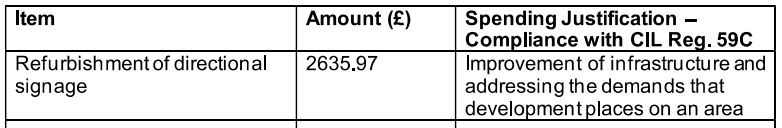 Item Amount (£) Spending Justification –
Compliance with CIL Reg. 59C
Refurbishment of directional 2635.97 Improvement of infrastructure and
signage addressing the demands that
development places on an area